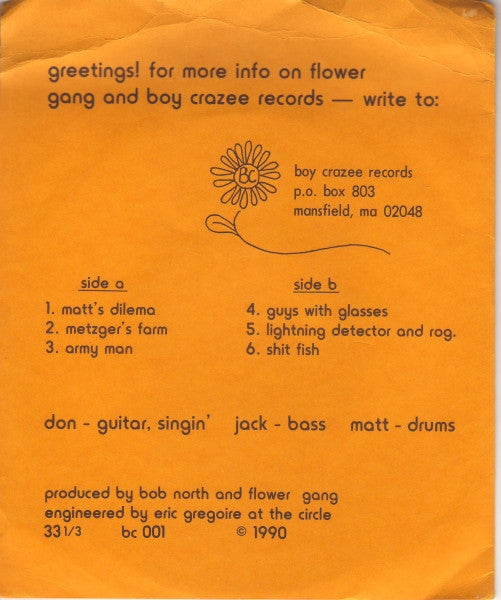 greetings! for more info on flower
gang and boy crazee records — write to:
BC
boy crazee records
p.o. box 803
mansfield, ma 02048
side a
1. matt's dilema
2. metzger's farm
3. army man
side b
4. guys with glasses
5. lightning detector and rog.
6. shit fish
don - guitar, singin' jack - bass matt - drums
produced by bob north and flower gang
engineered by eric gregoire at the circle
33 1/3 bc 001 © 1990